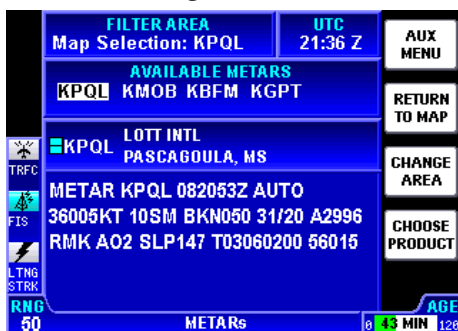 FILTER AREA
Map Selection: KPQL
UTC
21:36 Z
AUX
MENU
AVAILABLE METARS
KPQL KMOB KBFM KGPT
RETURN
TO MAP
KPQL
LOTT INTL
PASCAGOULA, MS
TRFC
CHANGE
AREA
METAR KPQL 082053Z AUTO
36005KT 10SM BKN050 31/20 A2996
RMK AO2 SLP147 T03060200 56015
FIS
CHOOSE
PRODUCT
LTNG
STRK
RNG
50
METARs
AGE
0 43 MIN 120